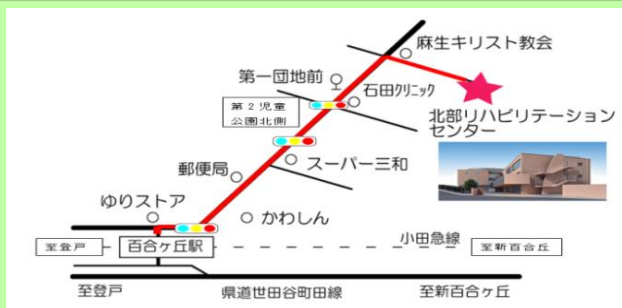 麻生キリスト教会
第一団地前
石田クリニック
第2児童
公園北側
北部リハビリテーション
センター
スーパー三和
郵便局
ゆりストア
かわしん
小田急線
至登戸
百合ヶ丘駅
至新百合丘
至登戸
県道世田谷町田線
至新百合ヶ丘